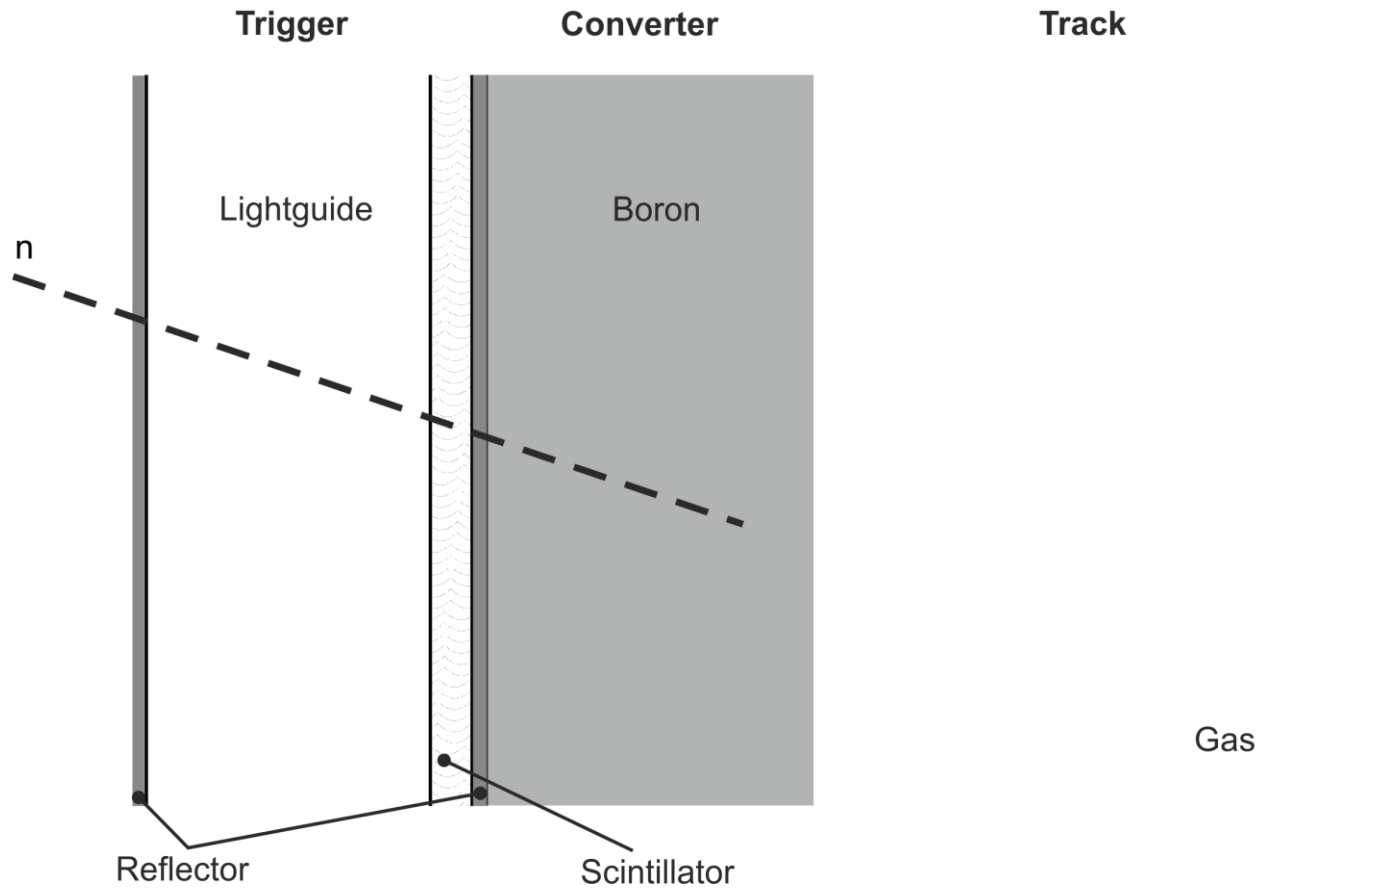 Trigger
Converter
Track
Lightguide
Boron
n
Gas
Reflector
Scintillator